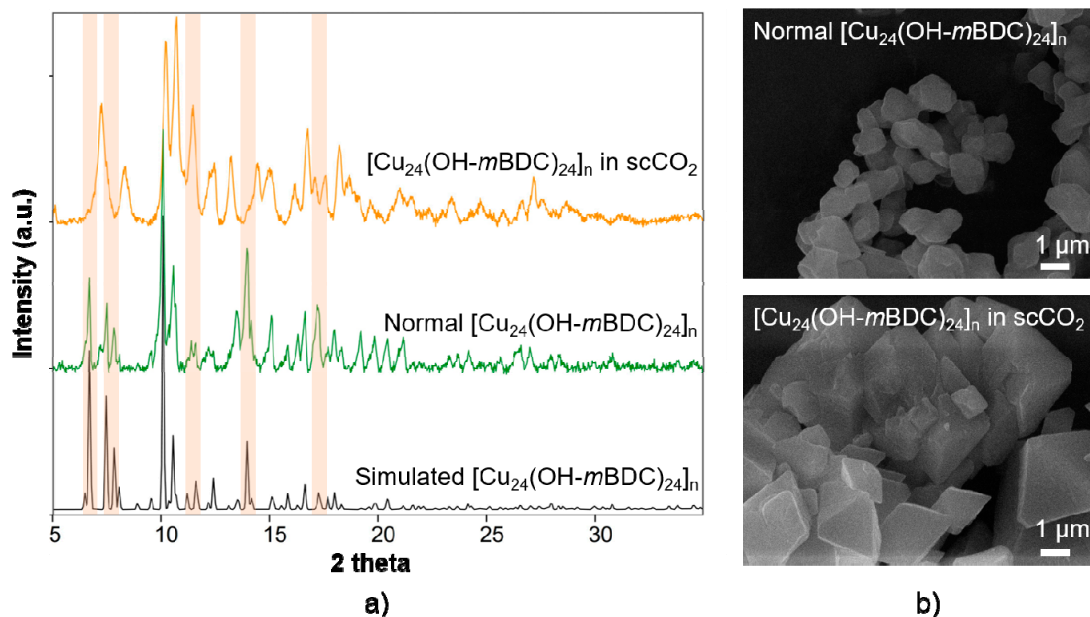 Intensity (a.u.)
[Cu₂₄(OH-mBDC)₂₄]ₙ in scCO₂
Normal [Cu₂₄(OH-mBDC)₂₄]ₙ
Simulated [Cu₂₄(OH-mBDC)₂₄]ₙ
5 10 15 20 25 30
2 theta
a)
Normal [Cu₂₄(OH-mBDC)₂₄]ₙ
1 µm
[Cu₂₄(OH-mBDC)₂₄]ₙ in scCO₂
1 µm
b)